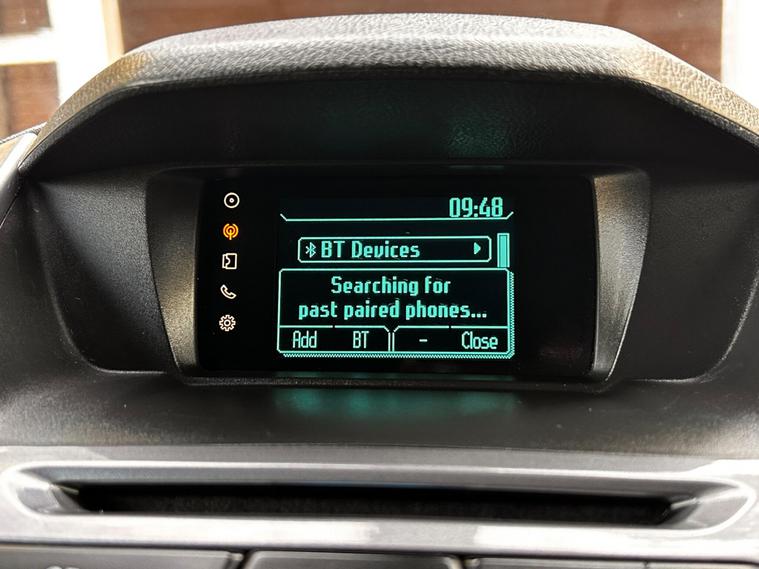 09:48
BT Devices
Searching for
past paired phones...
Add BT - Close